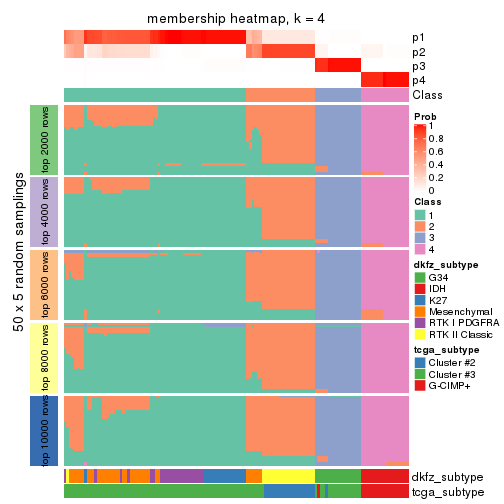 membership heatmap, k = 4
p1
p2
p3
p4
Class
50 x 5 random samplings
top 2000 rows
top 4000 rows
top 6000 rows
top 8000 rows
top 10000 rows
dkfz_subtype
tcga_subtype
Prob
1
0.8
0.6
0.4
0.2
0
Class
1
2
3
4
dkfz_subtype
G34
IDH
K27
Mesenchymal
RTK I PDGFRA
RTK II Classic
tcga_subtype
Cluster #2
Cluster #3
G-CIMP+